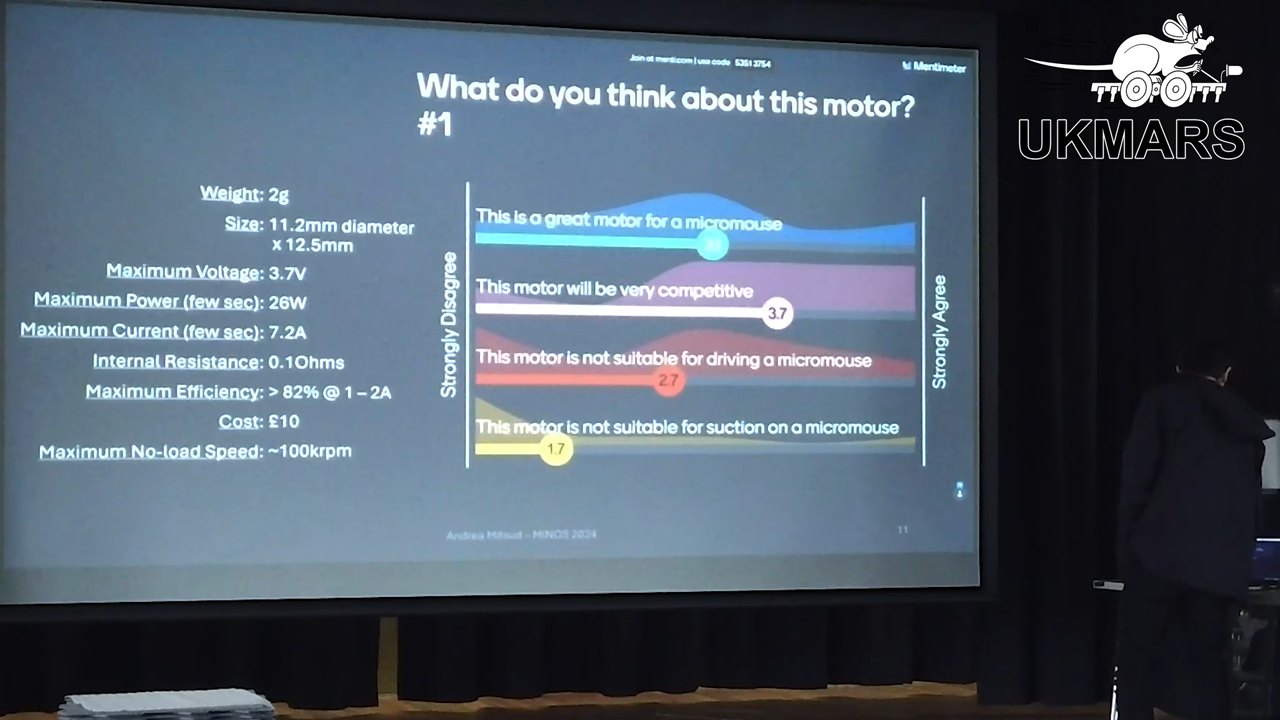 Join at menti.com | use code 5351 3754
Mentimeter
What do you think about this motor?
#1
UKMARS
Weight: 2g
Size: 11.2mm diameter
x 12.5mm
Maximum Voltage: 3.7V
Maximum Power (few sec): 26W
Maximum Current (few sec): 7.2A
Internal Resistance: 0.1Ohms
Maximum Efficiency: > 82% @ 1 – 2A
Cost: £10
Maximum No-load Speed: ~100krpm
Strongly Disagree
This is a great motor for a micromouse
This motor will be very competitive
3.7
This motor is not suitable for driving a micromouse
2.7
This motor is not suitable for suction on a micromouse
1.7
Strongly Agree
Andrea – MINOS 2024
11